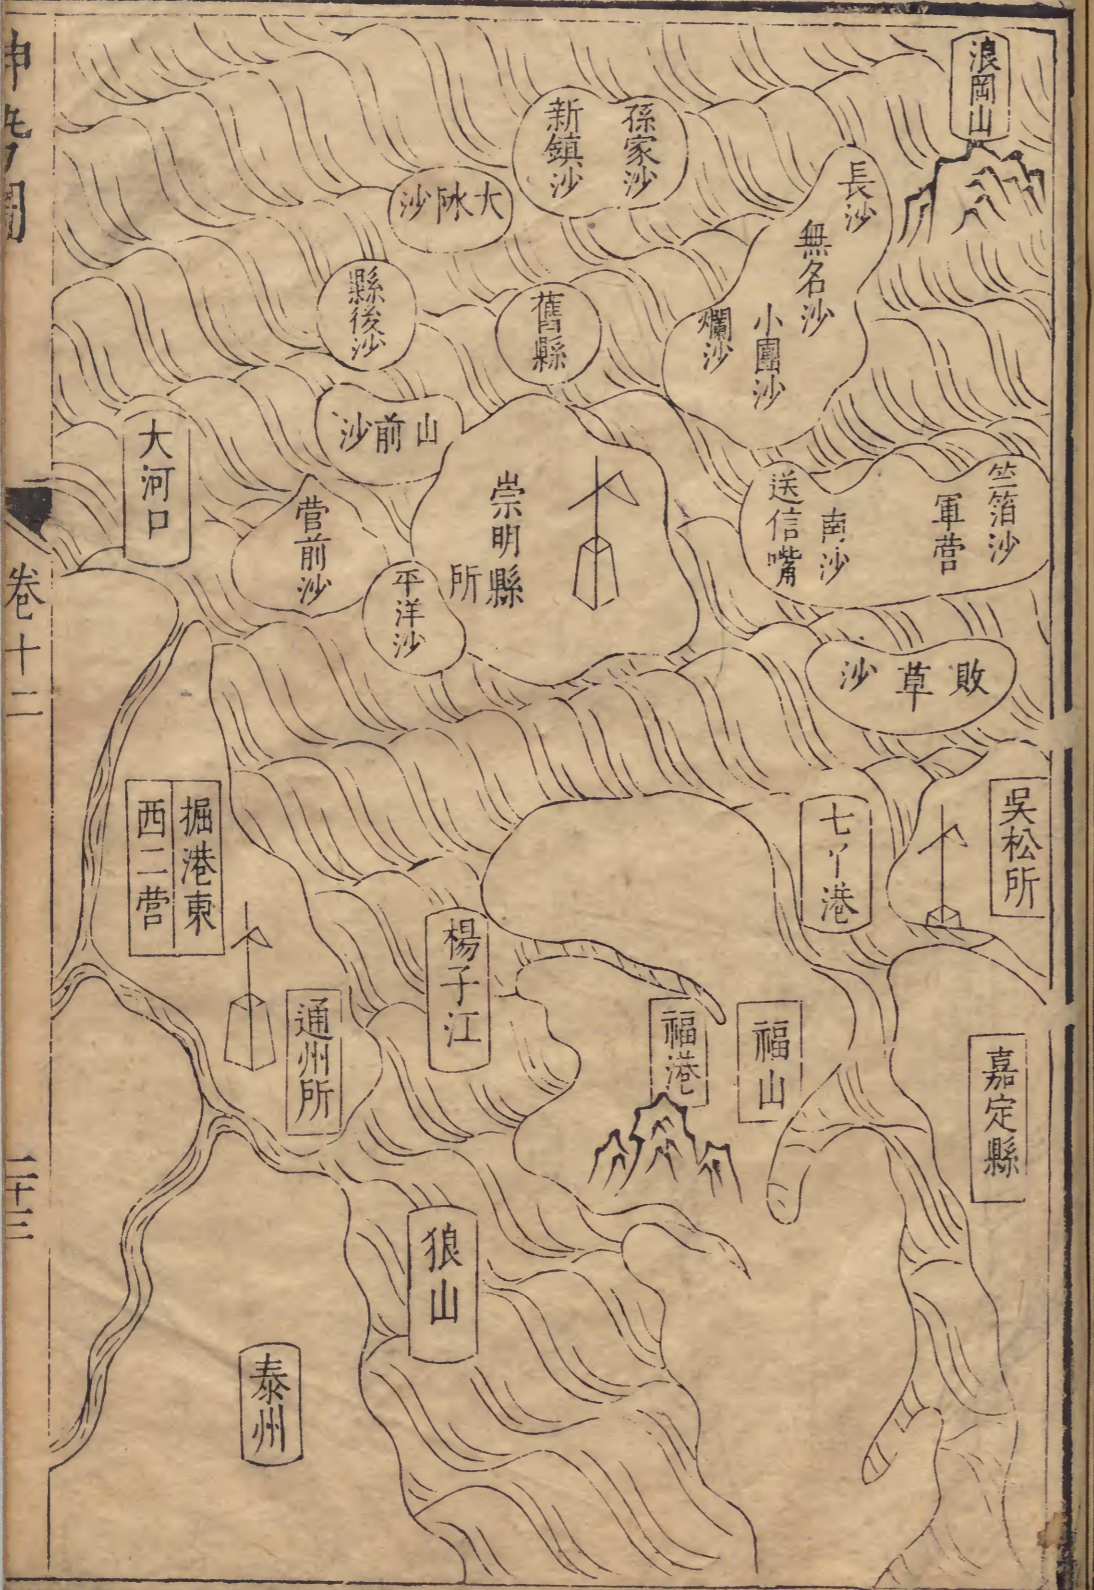 浪岡山
長沙
無名沙
小團沙
爛沙
孫家沙
新鎮沙
大𣲙沙
舊縣
縣後沙
山前沙
大河口
營前沙
平洋沙
崇明縣
所
竺箔沙
軍營
南沙
送信嘴
敗草沙
吳松所
七丫港
掘港東
西二營
楊子江
通州所
福山
福港
嘉定縣
狼山
泰州
卷十二
二十三